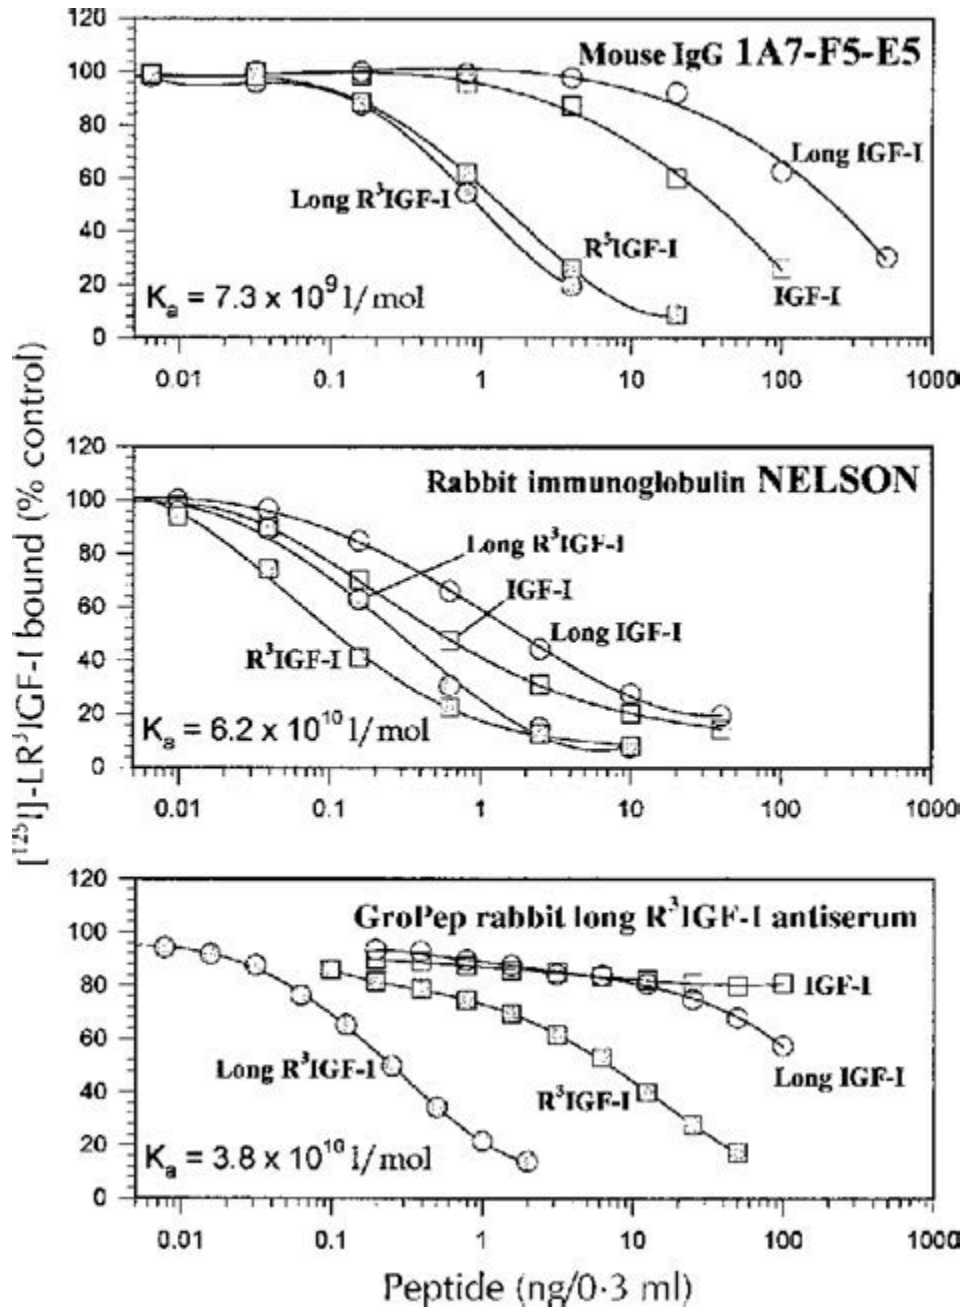 [¹²⁵I]-LR³IGF-I bound (% control)
120
100
80
60
40
20
0
Mouse IgG 1A7-F5-E5
Long IGF-I
Long R³IGF-I
R³IGF-I
IGF-I
Kₐ = 7.3 x 10⁹ l/mol
0.01 0.1 1 10 100 1000
120
100
80
60
40
20
0
Rabbit immunoglobulin NELSON
Long R³IGF-I
IGF-I
Long IGF-I
R³IGF-I
Kₐ = 6.2 x 10¹⁰ l/mol
0.01 0.1 1 10 100 1000
120
100
80
60
40
20
0
GroPep rabbit long R³IGF-I antiserum
IGF-I
Long R³IGF-I
R³IGF-I
Long IGF-I
Kₐ = 3.8 x 10¹⁰ l/mol
0.01 0.1 1 10 100 1000
Peptide (ng/0·3 ml)